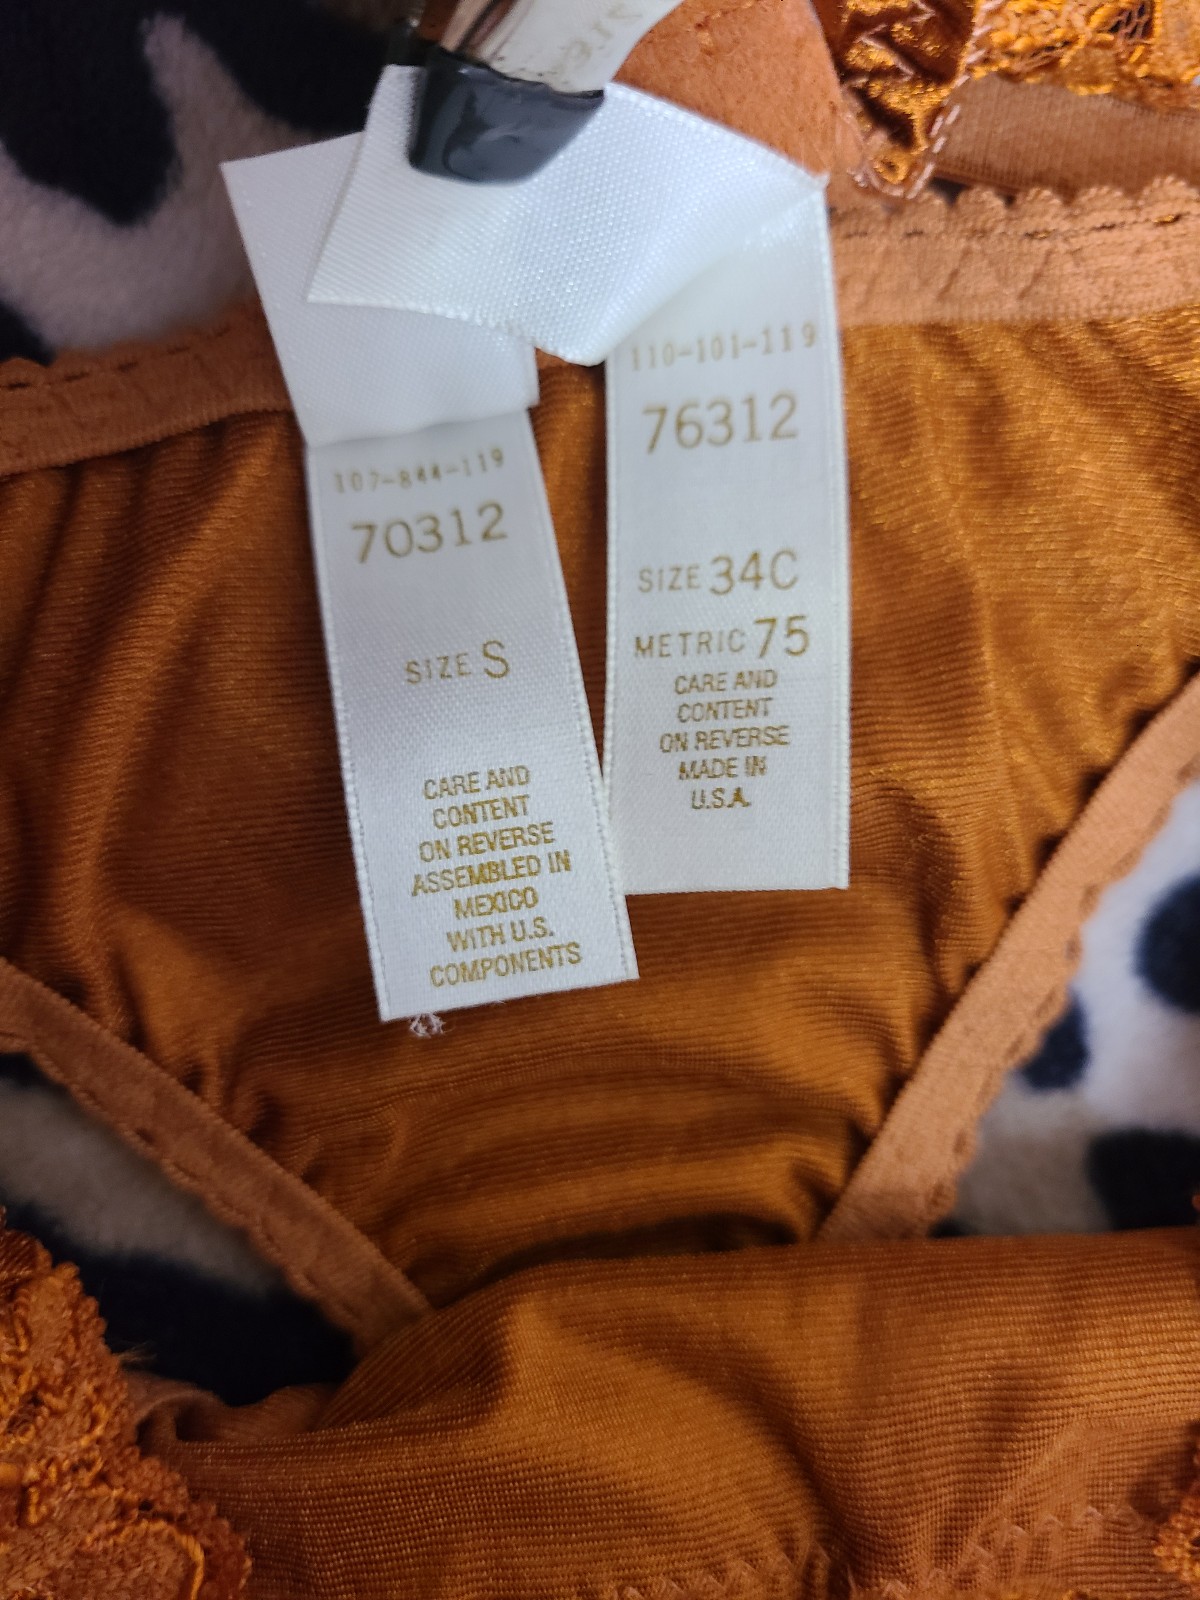 107-844-119
70312
SIZE S
CARE AND
CONTENT
ON REVERSE
ASSEMBLED IN
MEXICO
WITH U.S.
COMPONENTS
110-101-119
76312
SIZE 34C
METRIC 75
CARE AND
CONTENT
ON REVERSE
MADE IN
U.S.A.